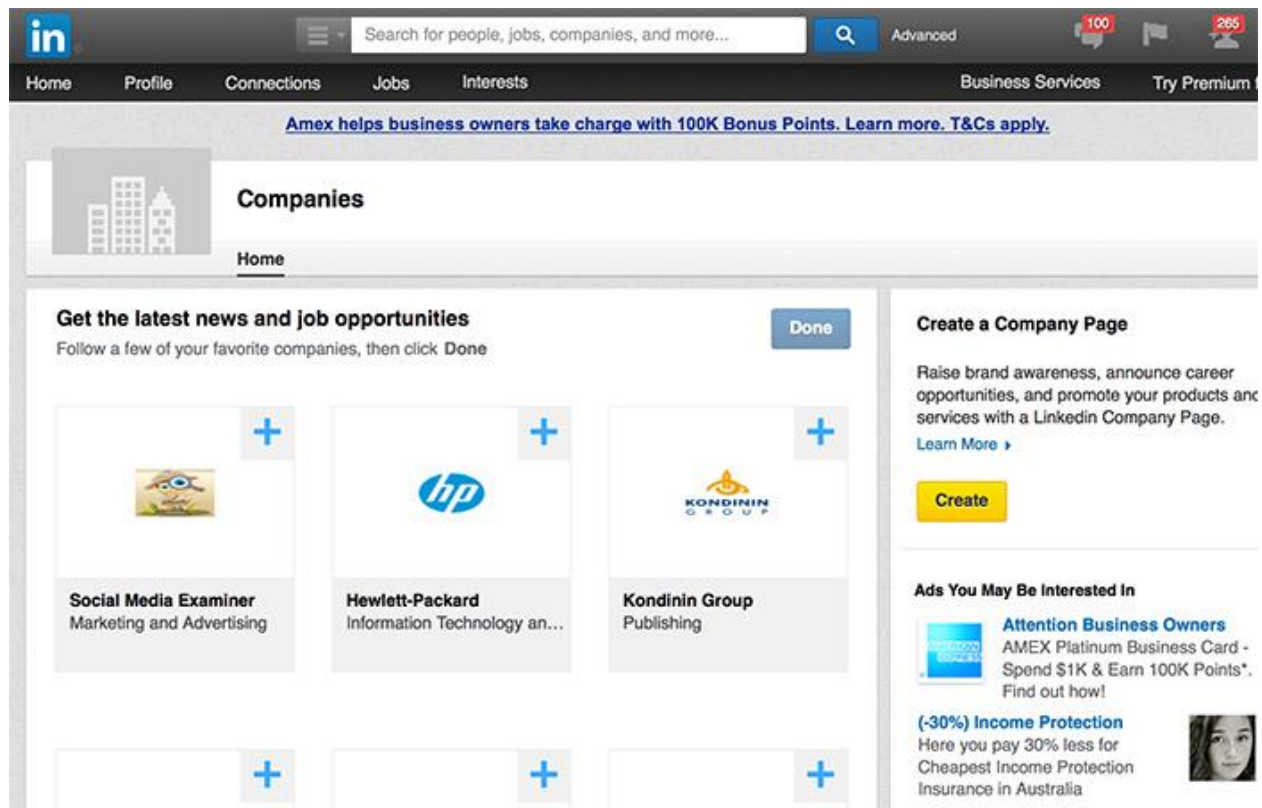 in
Search for people, jobs, companies, and more...
Advanced
100
265
Home Profile Connections Jobs Interests Business Services Try Premium f
Amex helps business owners take charge with 100K Bonus Points. Learn more. T&Cs apply.
Companies
Home
Get the latest news and job opportunities
Follow a few of your favorite companies, then click Done
Done
hp
KONDININ
GROUP
Social Media Examiner
Marketing and Advertising
Hewlett-Packard
Information Technology an...
Kondinin Group
Publishing
Create a Company Page
Raise brand awareness, announce career
opportunities, and promote your products and
services with a Linkedin Company Page.
Learn More
Create
Ads You May Be Interested In
AMERICAN
EXPRESS
Attention Business Owners
AMEX Platinum Business Card -
Spend $1K & Earn 100K Points*.
Find out how!
(-30%) Income Protection
Here you pay 30% less for
Cheapest Income Protection
Insurance in Australia